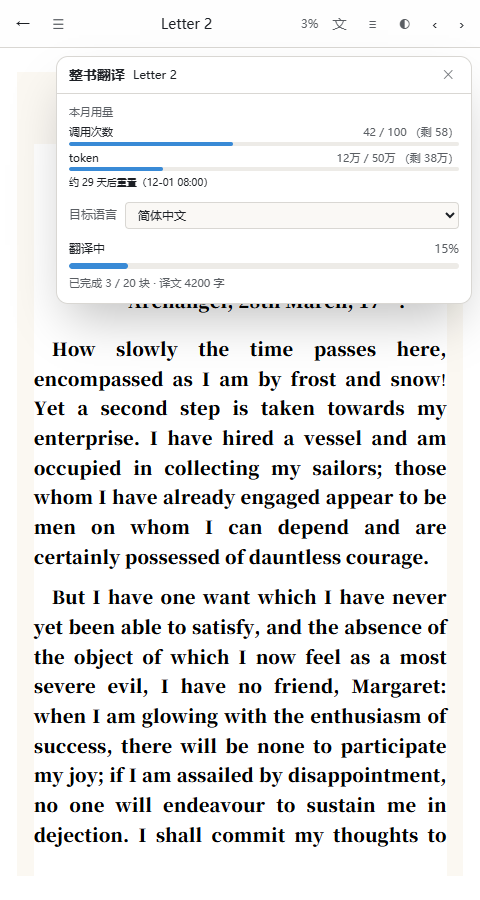 ← ☰ Letter 2 3% 文 ≡ ◐ ‹ ›
整书翻译 Letter 2 ×
本月用量
调用次数 42 / 100 (剩 58)
token 12万 / 50万 (剩 38万)
约 29 天后重置 (12-01 08:00)
目标语言 简体中文
翻译中 15%
已完成 3 / 20 块 · 译文 4200 字
Archangel, 28th March, 17
How slowly the time passes here,
encompassed as I am by frost and snow!
Yet a second step is taken towards my
enterprise. I have hired a vessel and am
occupied in collecting my sailors; those
whom I have already engaged appear to be
men on whom I can depend and are
certainly possessed of dauntless courage.
But I have one want which I have never
yet been able to satisfy, and the absence of
the object of which I now feel as a most
severe evil, I have no friend, Margaret:
when I am glowing with the enthusiasm of
success, there will be none to participate
my joy; if I am assailed by disappointment,
no one will endeavour to sustain me in
dejection. I shall commit my thoughts to